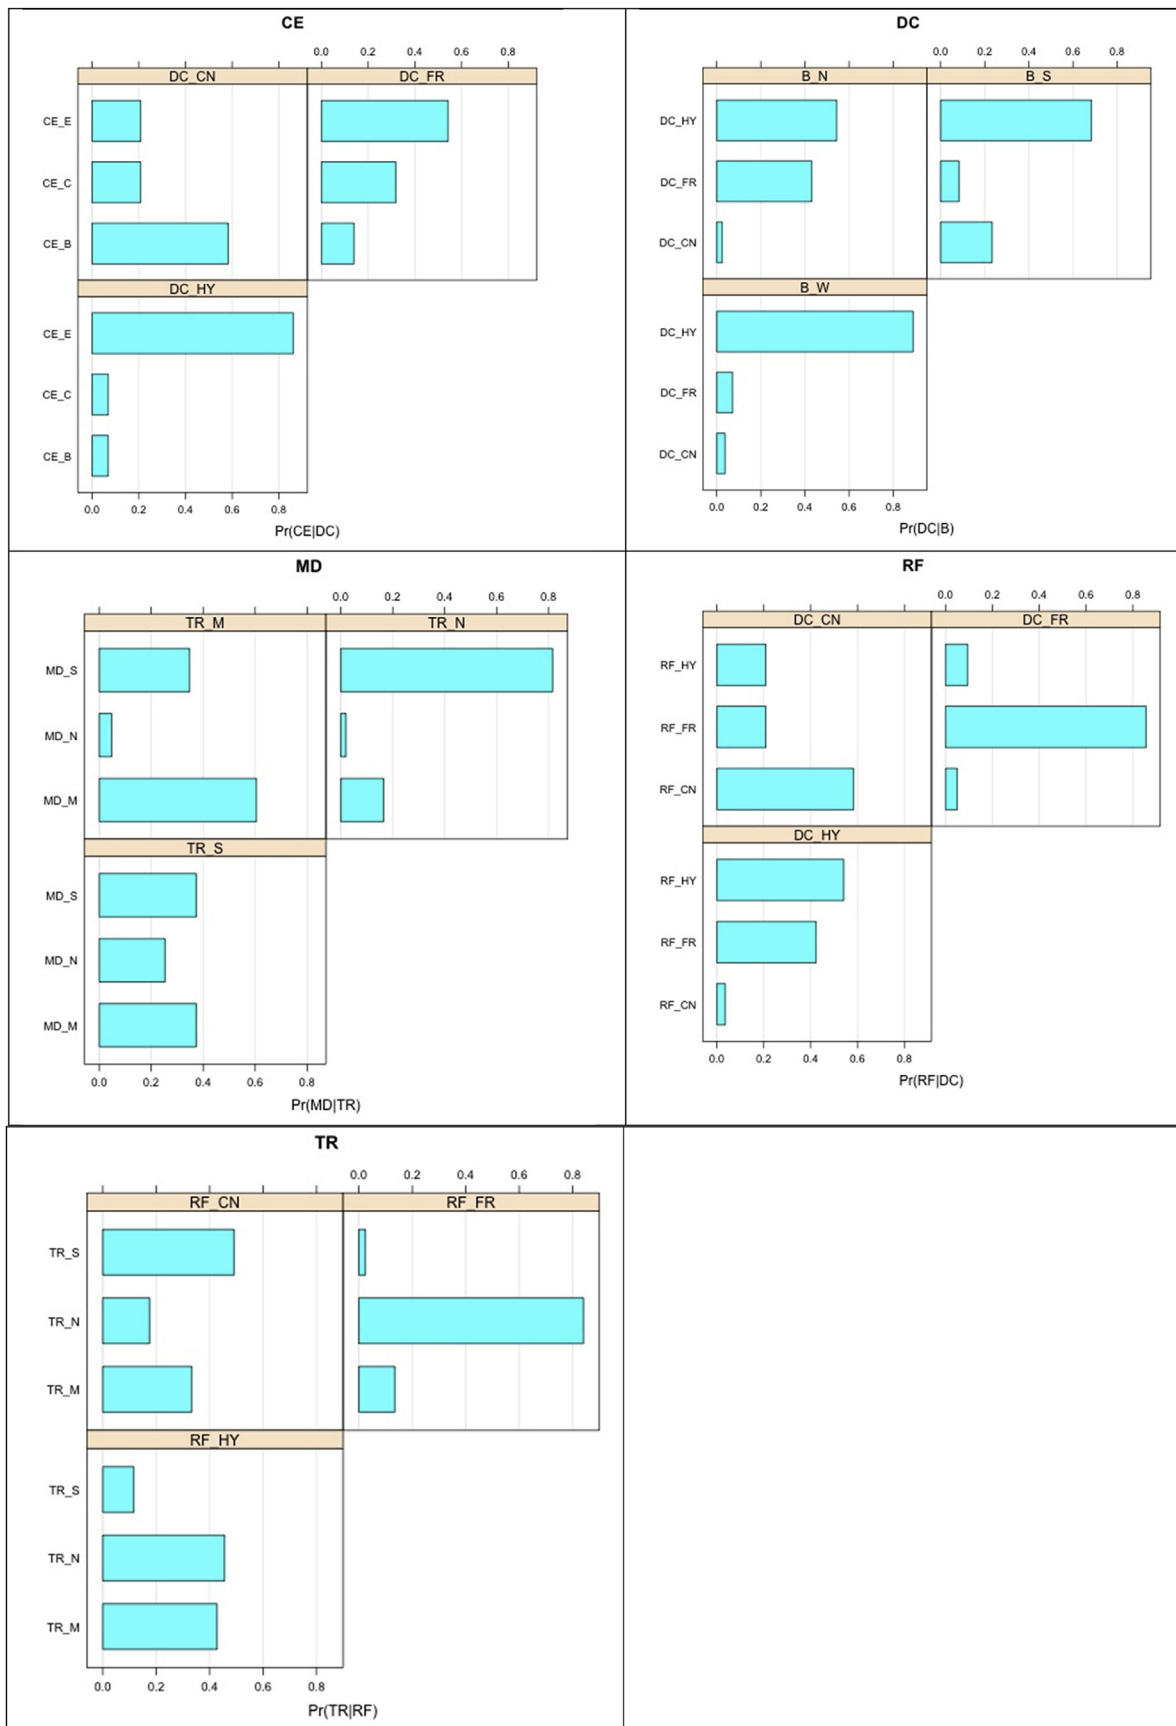 CE
0.0 0.2 0.4 0.6 0.8
DC_CN DC_FR
CE_E
CE_C
CE_B
DC_HY
CE_E
CE_C
CE_B
0.0 0.2 0.4 0.6 0.8
Pr(CE|DC)
DC
0.0 0.2 0.4 0.6 0.8
B_N B_S
DC_HY
DC_FR
DC_CN
B_W
DC_HY
DC_FR
DC_CN
0.0 0.2 0.4 0.6 0.8
Pr(DC|B)
MD
0.0 0.2 0.4 0.6 0.8
TR_M TR_N
MD_S
MD_N
MD_M
TR_S
MD_S
MD_N
MD_M
0.0 0.2 0.4 0.6 0.8
Pr(MD|TR)
RF
0.0 0.2 0.4 0.6 0.8
DC_CN DC_FR
RF_HY
RF_FR
RF_CN
DC_HY
RF_HY
RF_FR
RF_CN
0.0 0.2 0.4 0.6 0.8
Pr(RF|DC)
TR
0.0 0.2 0.4 0.6 0.8
RF_CN RF_FR
TR_S
TR_N
TR_M
RF_HY
TR_S
TR_N
TR_M
0.0 0.2 0.4 0.6 0.8
Pr(TR|RF)